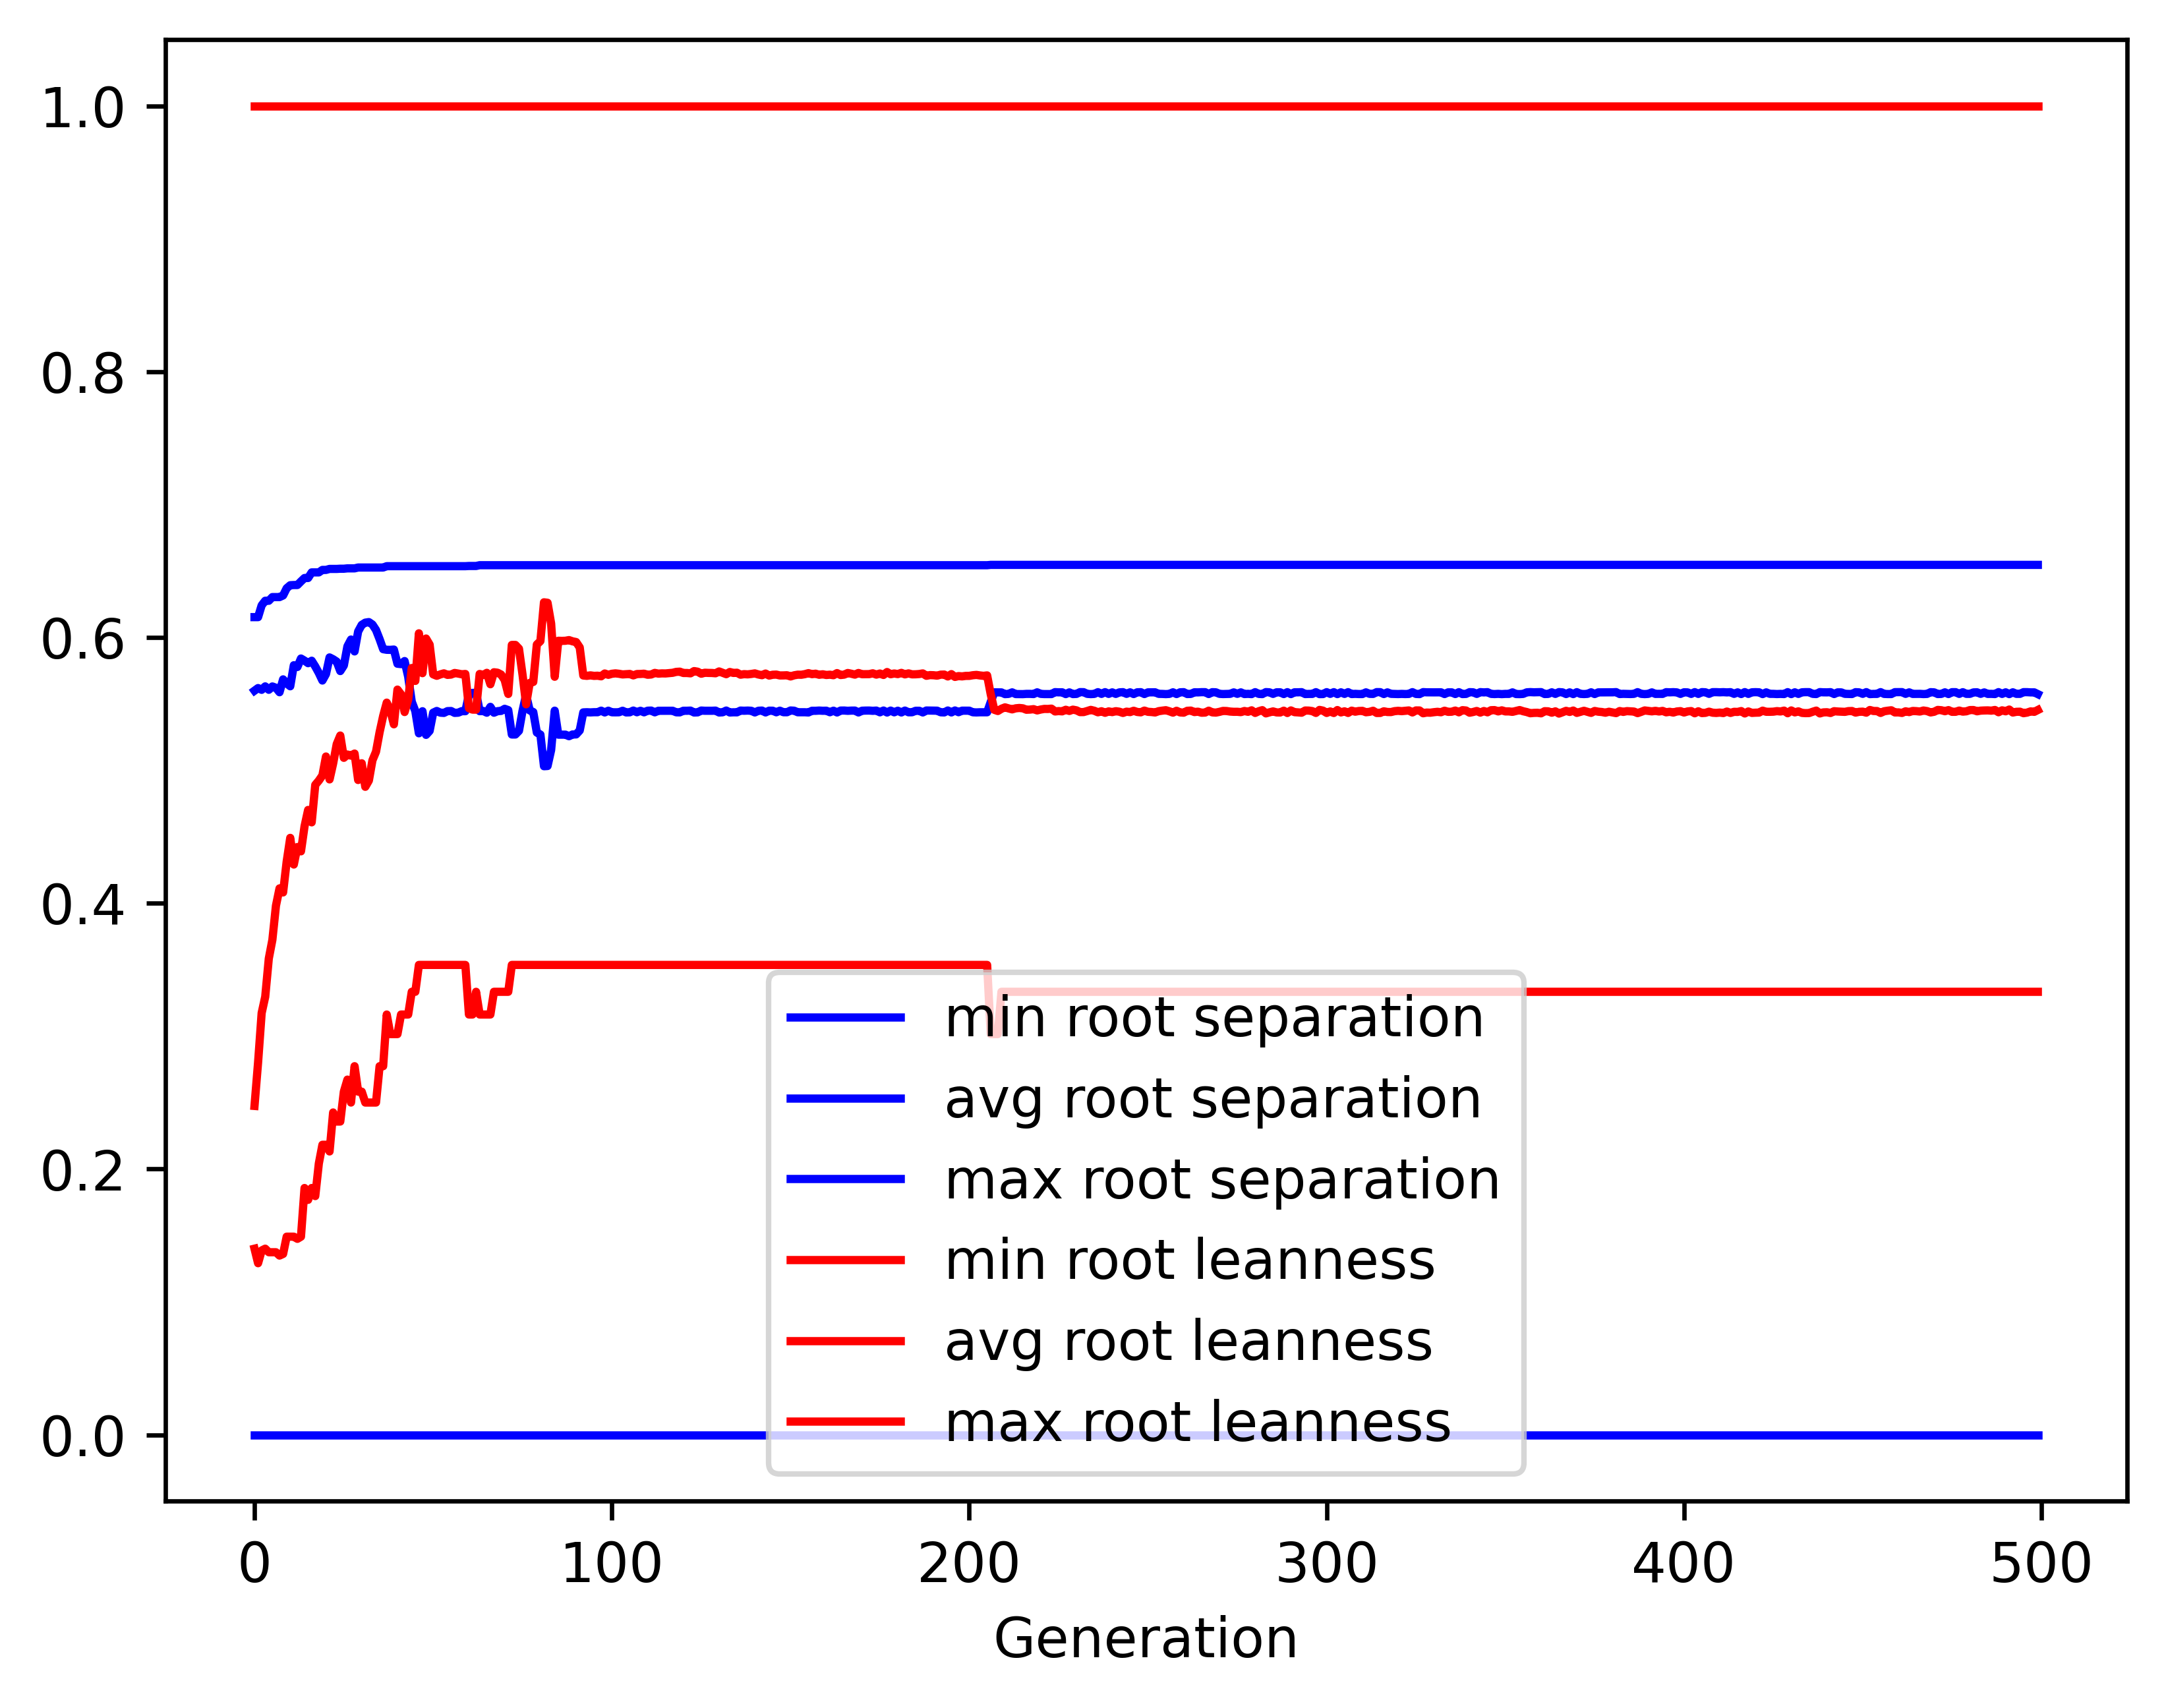 1.0
0.8
0.6
0.4
0.2
0.0
min root separation
avg root separation
max root separation
min root leanness
avg root leanness
max root leanness
0 100 200 300 400 500
Generation